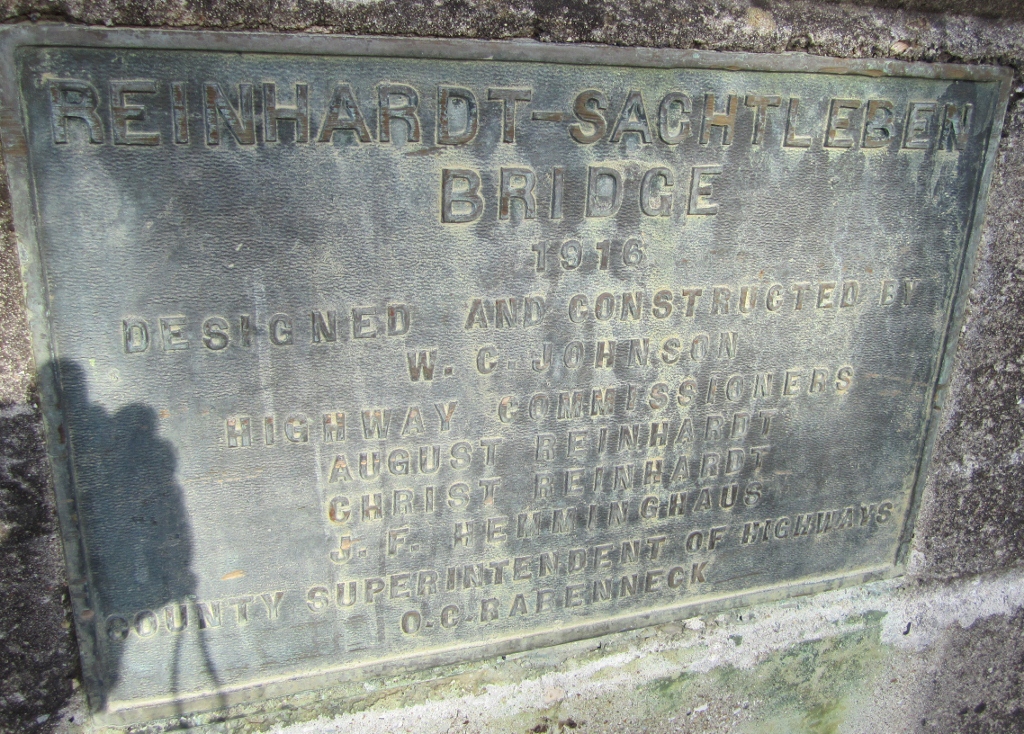 REINHARDT-SACHTLEBEN
BRIDGE
1916
DESIGNED AND CONSTRUCTED BY
W. C. JOHNSON
HIGHWAY COMMISSIONERS
AUGUST REINHARDT
CHRIST REINHARDT
J. F. HEMMINGHAUS
COUNTY SUPERINTENDENT OF HIGHWAYS
O.C. RABENNECK